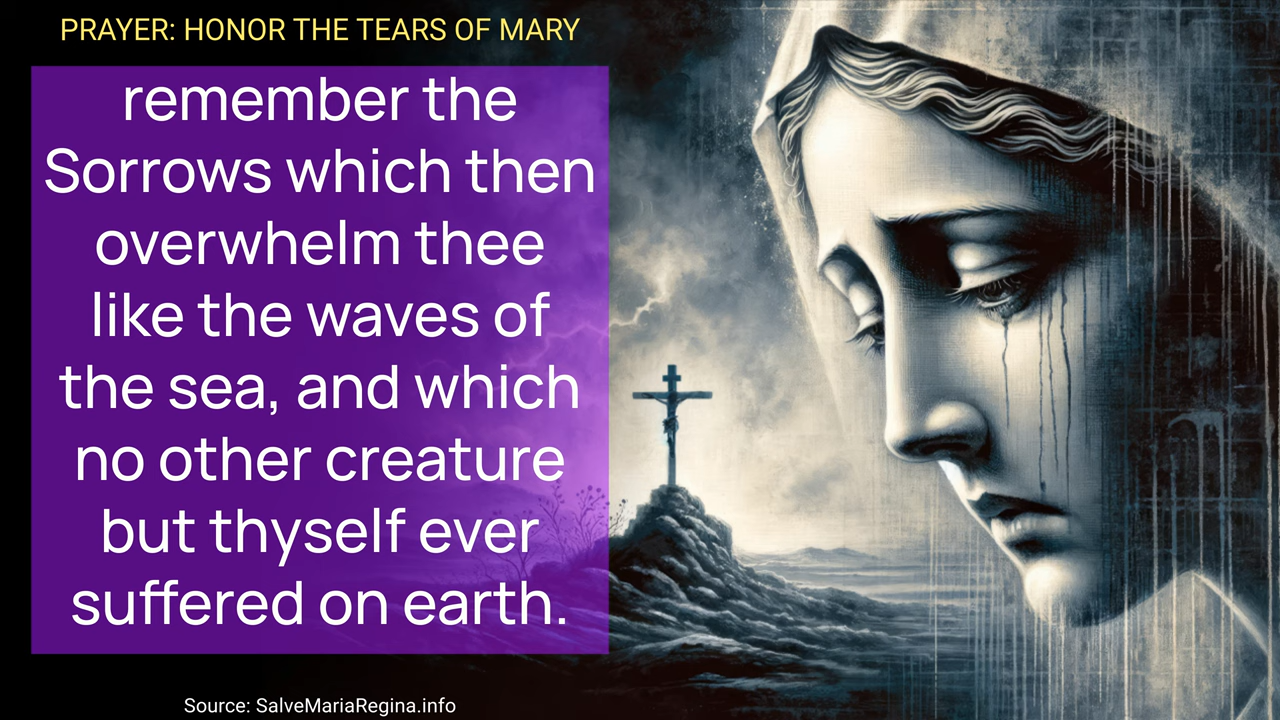 PRAYER: HONOR THE TEARS OF MARY
remember the
Sorrows which then
overwhelm thee
like the waves of
the sea, and which
no other creature
but thyself ever
suffered on earth.
Source: SalveMariaRegina.info